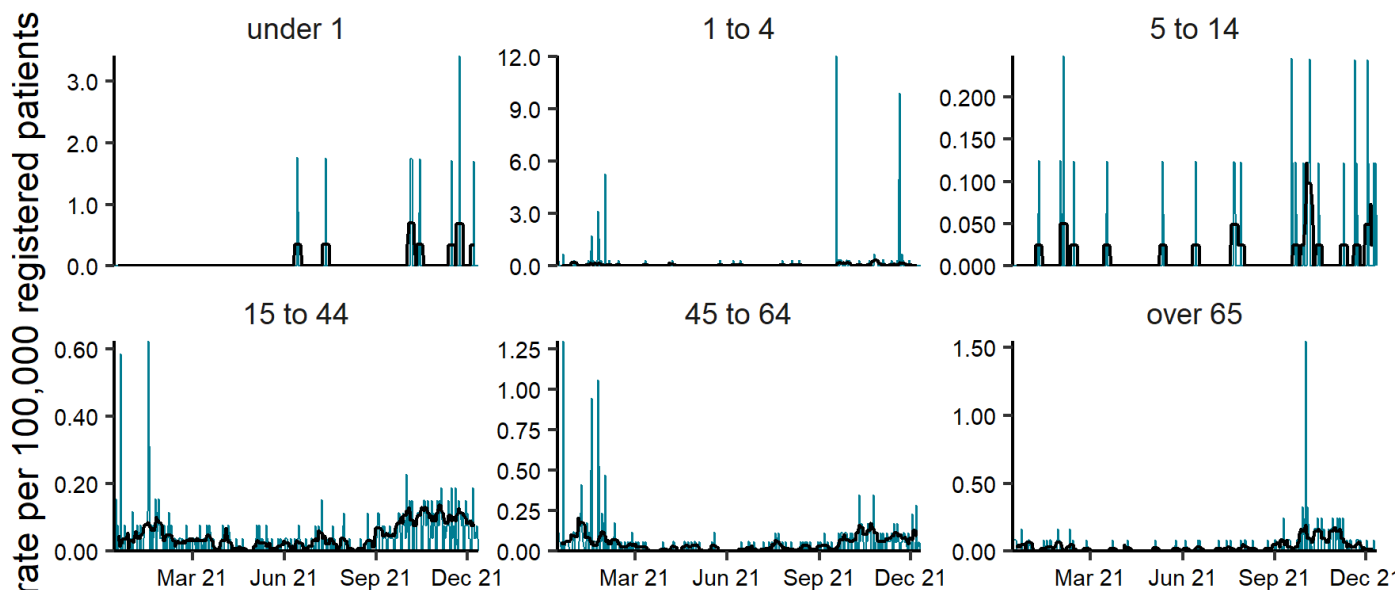 rate per 100,000 registered patients
under 1
3.0
2.0
1.0
0.0
1 to 4
12.0
9.0
6.0
3.0
0.0
5 to 14
0.200
0.150
0.100
0.050
0.000
15 to 44
0.60
0.40
0.20
0.00
Mar 21 Jun 21 Sep 21 Dec 21
45 to 64
1.25
1.00
0.75
0.50
0.25
0.00
Mar 21 Jun 21 Sep 21 Dec 21
over 65
1.50
1.00
0.50
0.00
Mar 21 Jun 21 Sep 21 Dec 21